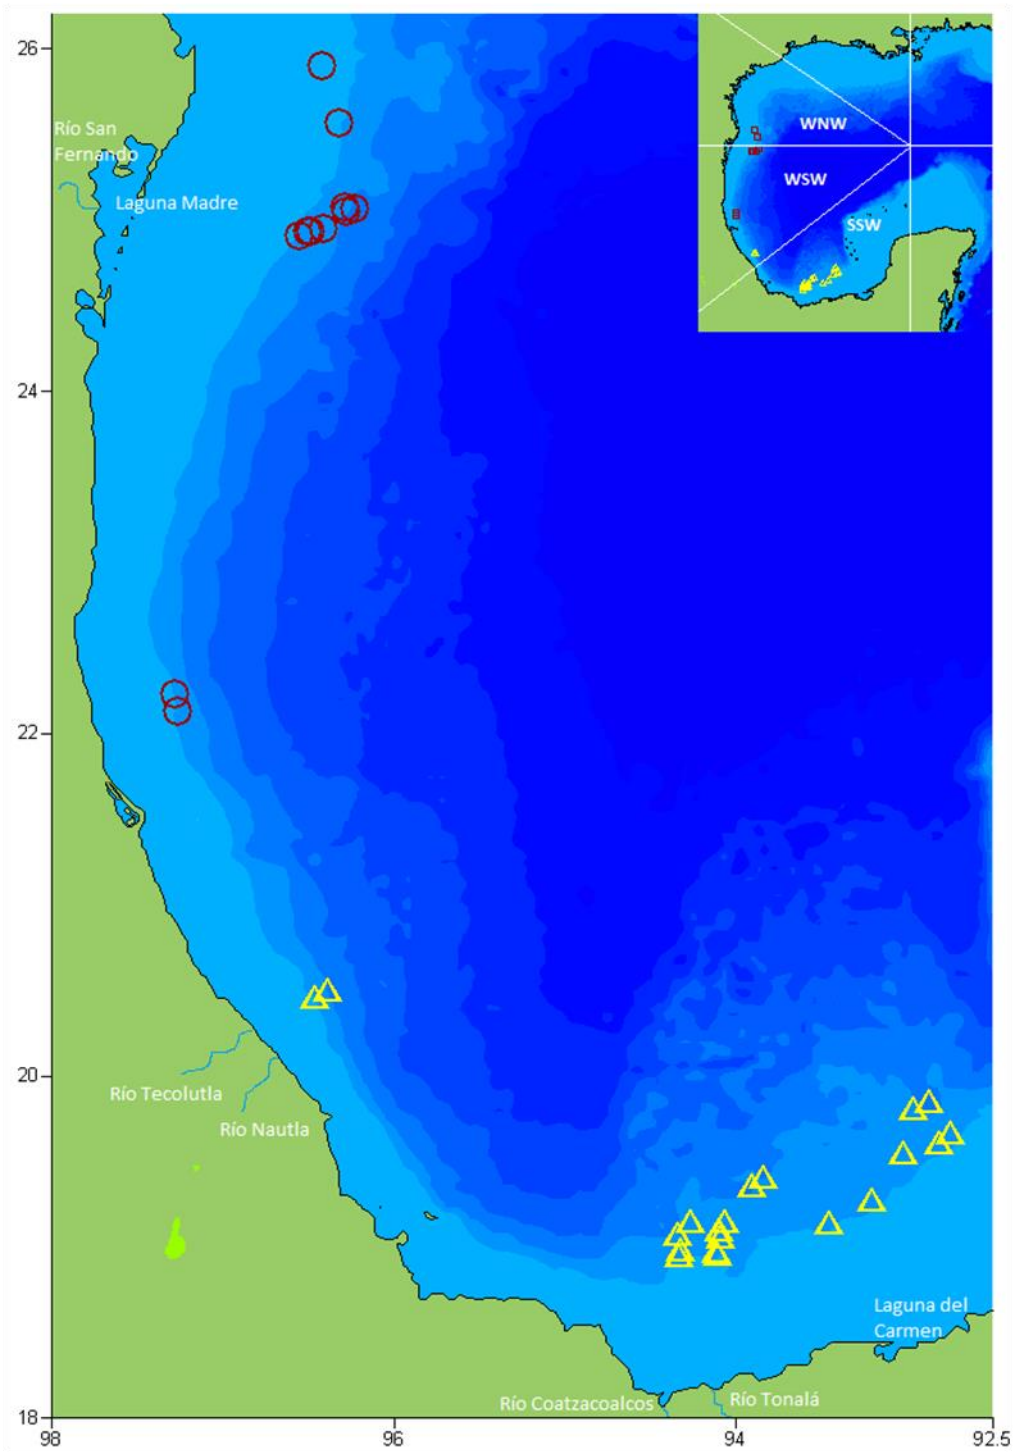 26
WNW
Río San
Fernando
WSW
Laguna Madre
SSW
24
22
20
Río Tecolutla
Río Nautla
Laguna del
Carmen
Río Coatzacoalcos
Río Tonalá
18
98
96
94
92.5